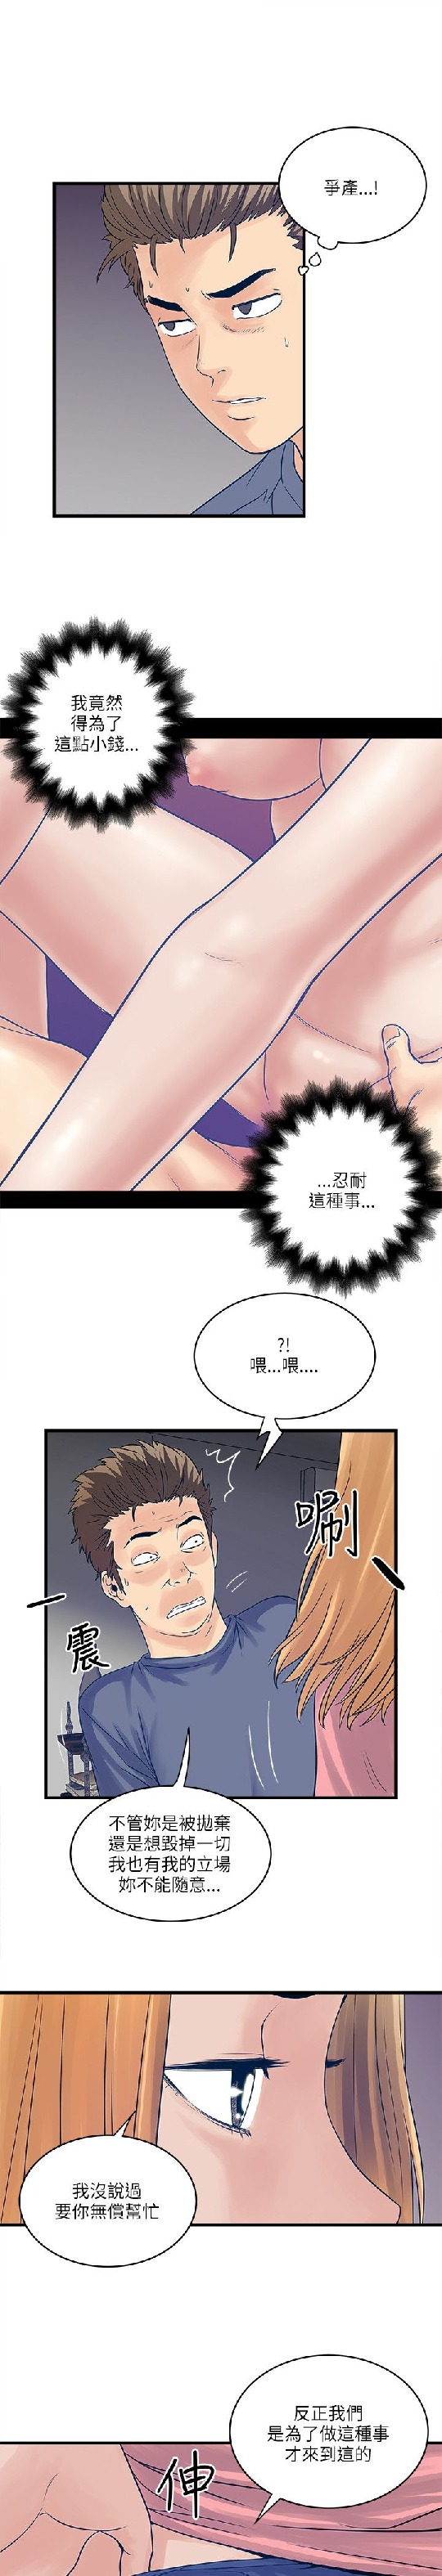 爭產...!
我竟然
得為了
這點小錢...
...忍耐
這種事...
?!
喂...喂....
唰
震
不管妳是被拋棄
還是想毀掉一切
我也有我的立場
妳不能隨意...
我沒說過
要你無償幫忙
反正我們
是為了做這種事
才來到這的
伸